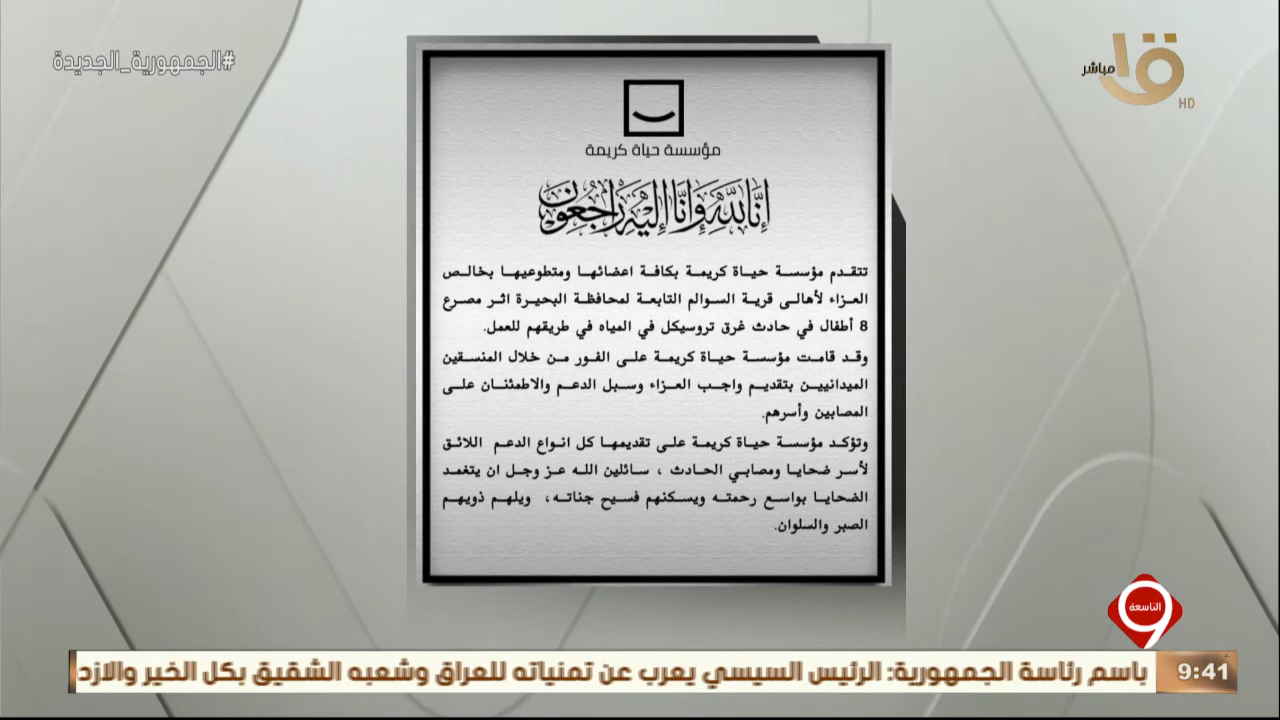 #الجمهورية_الجديدة
مباشر
HD
مؤسسة حياة كريمة
إنا لله وإنا إليه راجعون
تتقدم مؤسسة حياة كريمة بكافة اعضائها ومتطوعيها بخالص
العزاء لأهالى قرية السوالم التابعة لمحافظة البحيرة اثر مصرع
8 أطفال في حادث غرق تروسيكل في المياه في طريقهم للعمل.
وقد قامت مؤسسة حياة كريمة على الفور من خلال المنسقين
الميدانيين بتقديم واجب العزاء وسبل الدعم والاطمئنان على
المصابين وأسرهم.
وتؤكد مؤسسة حياة كريمة على تقديمها كل انواع الدعم اللائق
لأسر ضحايا ومصابي الحادث ، سائلين الله عز وجل ان يتغمد
الضحايا بواسع رحمته ويسكنهم فسيح جناته، ويلهم ذويهم
الصبر والسلوان.
التاسعة
9
9:41
باسم رئاسة الجمهورية: الرئيس السيسي يعرب عن تمنياته للعراق وشعبه الشقيق بكل الخير والازد